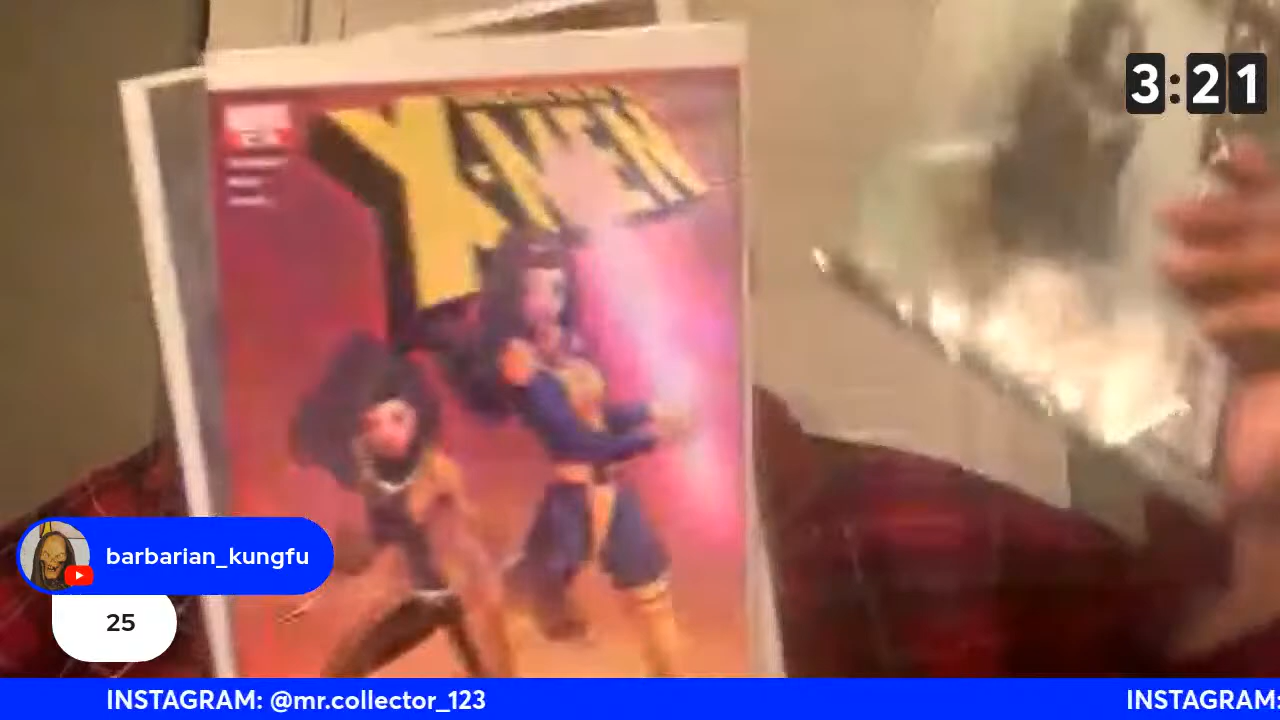 3:21
X-MEN
barbarian_kungfu
25
INSTAGRAM: @mr.collector_123
INSTAGRAM: